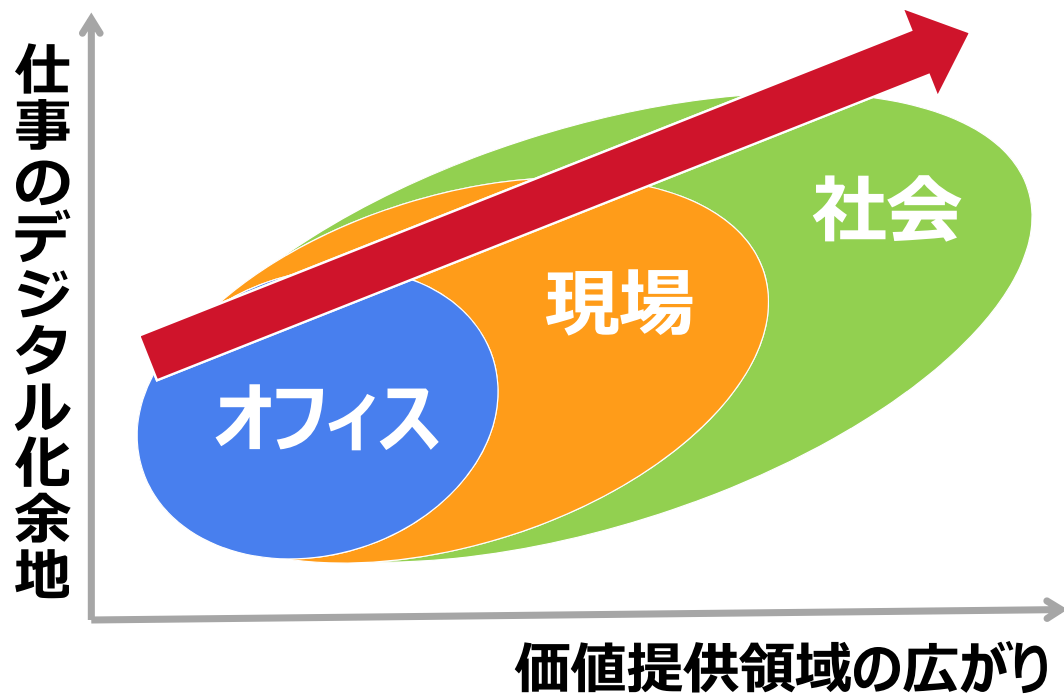 仕事のデジタル化余地
社会
現場
オフィス
価値提供領域の広がり